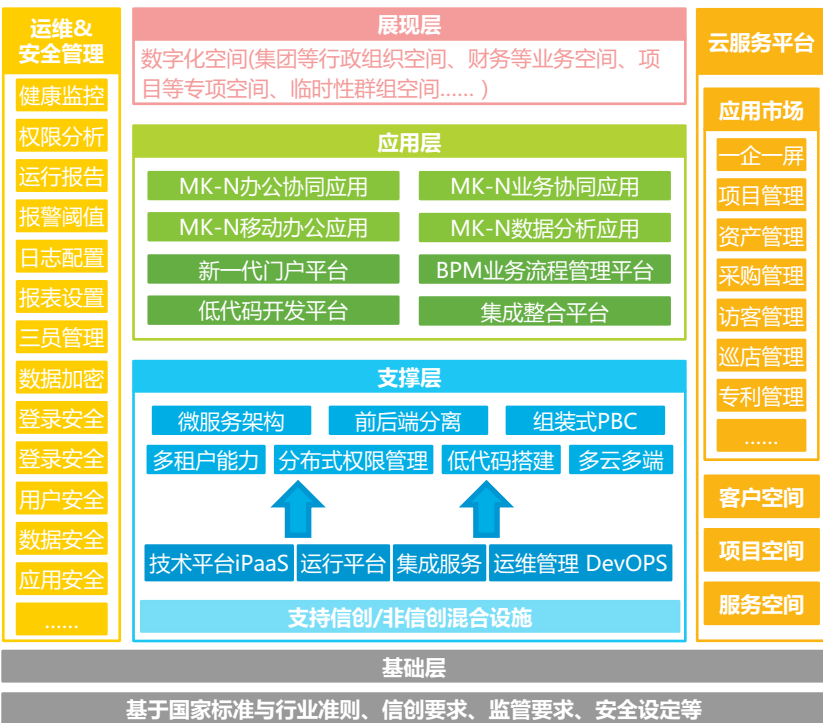 运维&
安全管理
健康监控
权限分析
运行报告
报警阈值
日志配置
报表设置
三员管理
数据加密
登录安全
登录安全
用户安全
数据安全
应用安全
......
展现层
数字化空间(集团等行政组织空间、财务等业务空间、项
目等专项空间、临时性群组空间...... )
应用层
MK-N办公协同应用
MK-N业务协同应用
MK-N移动办公应用
MK-N数据分析应用
新一代门户平台
BPM业务流程管理平台
低代码开发平台
集成整合平台
支撑层
微服务架构
前后端分离
组装式PBC
多租户能力
分布式权限管理
低代码搭建
多云多端
技术平台iPaaS
运行平台
集成服务
运维管理 DevOPS
支持信创/非信创混合设施
云服务平台
应用市场
一企一屏
项目管理
资产管理
采购管理
访客管理
巡店管理
专利管理
......
客户空间
项目空间
服务空间
基础层
基于国家标准与行业准则、信创要求、监管要求、安全设定等